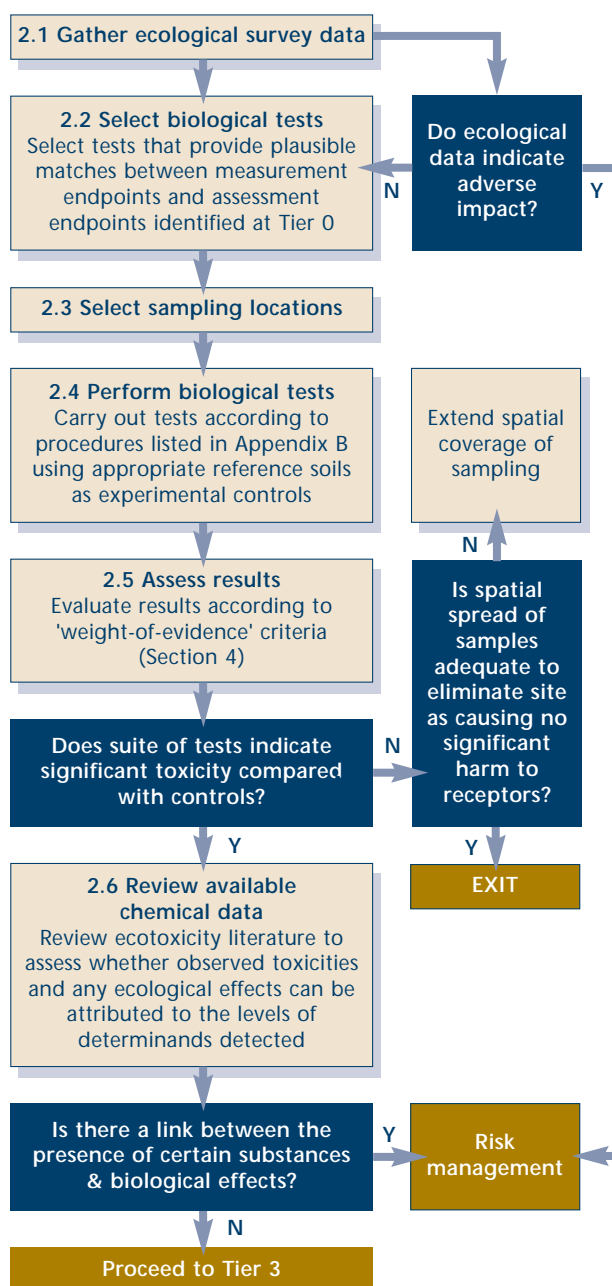 2.1 Gather ecological survey data
2.2 Select biological tests
Select tests that provide plausible
matches between measurement
endpoints and assessment
endpoints identified at Tier 0
Do ecological
data indicate
adverse
impact?
N
Y
2.3 Select sampling locations
2.4 Perform biological tests
Carry out tests according to
procedures listed in Appendix B
using appropriate reference soils
as experimental controls
Extend spatial
coverage of
sampling
N
2.5 Assess results
Evaluate results according to
'weight-of-evidence' criteria
(Section 4)
Is spatial
spread of
samples
adequate to
eliminate site
as causing no
significant
harm to
receptors?
Does suite of tests indicate
significant toxicity compared
with controls?
N
Y
Y
EXIT
2.6 Review available
chemical data
Review ecotoxicity literature to
assess whether observed toxicities
and any ecological effects can be
attributed to the levels of
determinands detected
Is there a link between the
presence of certain substances
& biological effects?
Y
Risk
management
N
Proceed to Tier 3